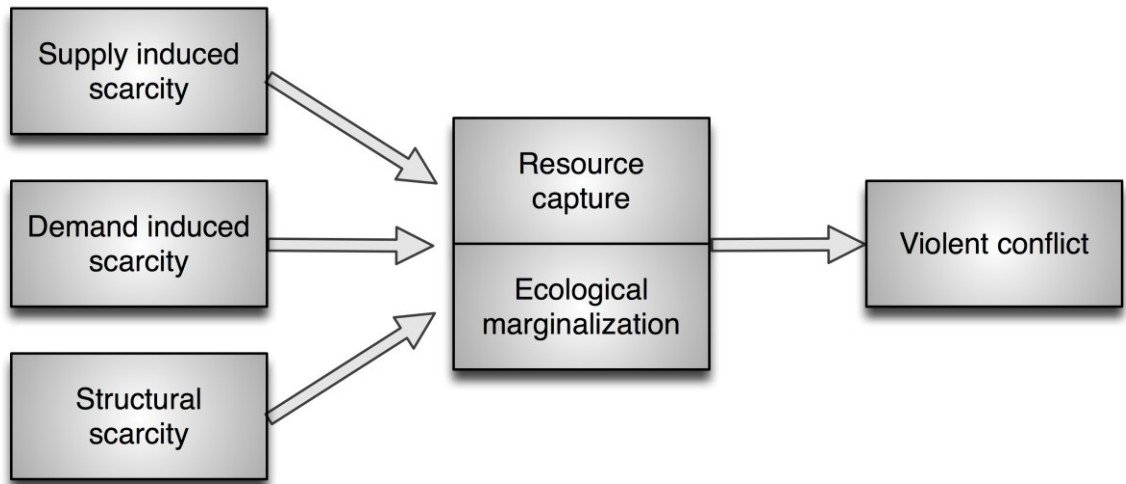 Supply induced
scarcity
Demand induced
scarcity
Structural
scarcity
Resource
capture
Ecological
marginalization
Violent conflict